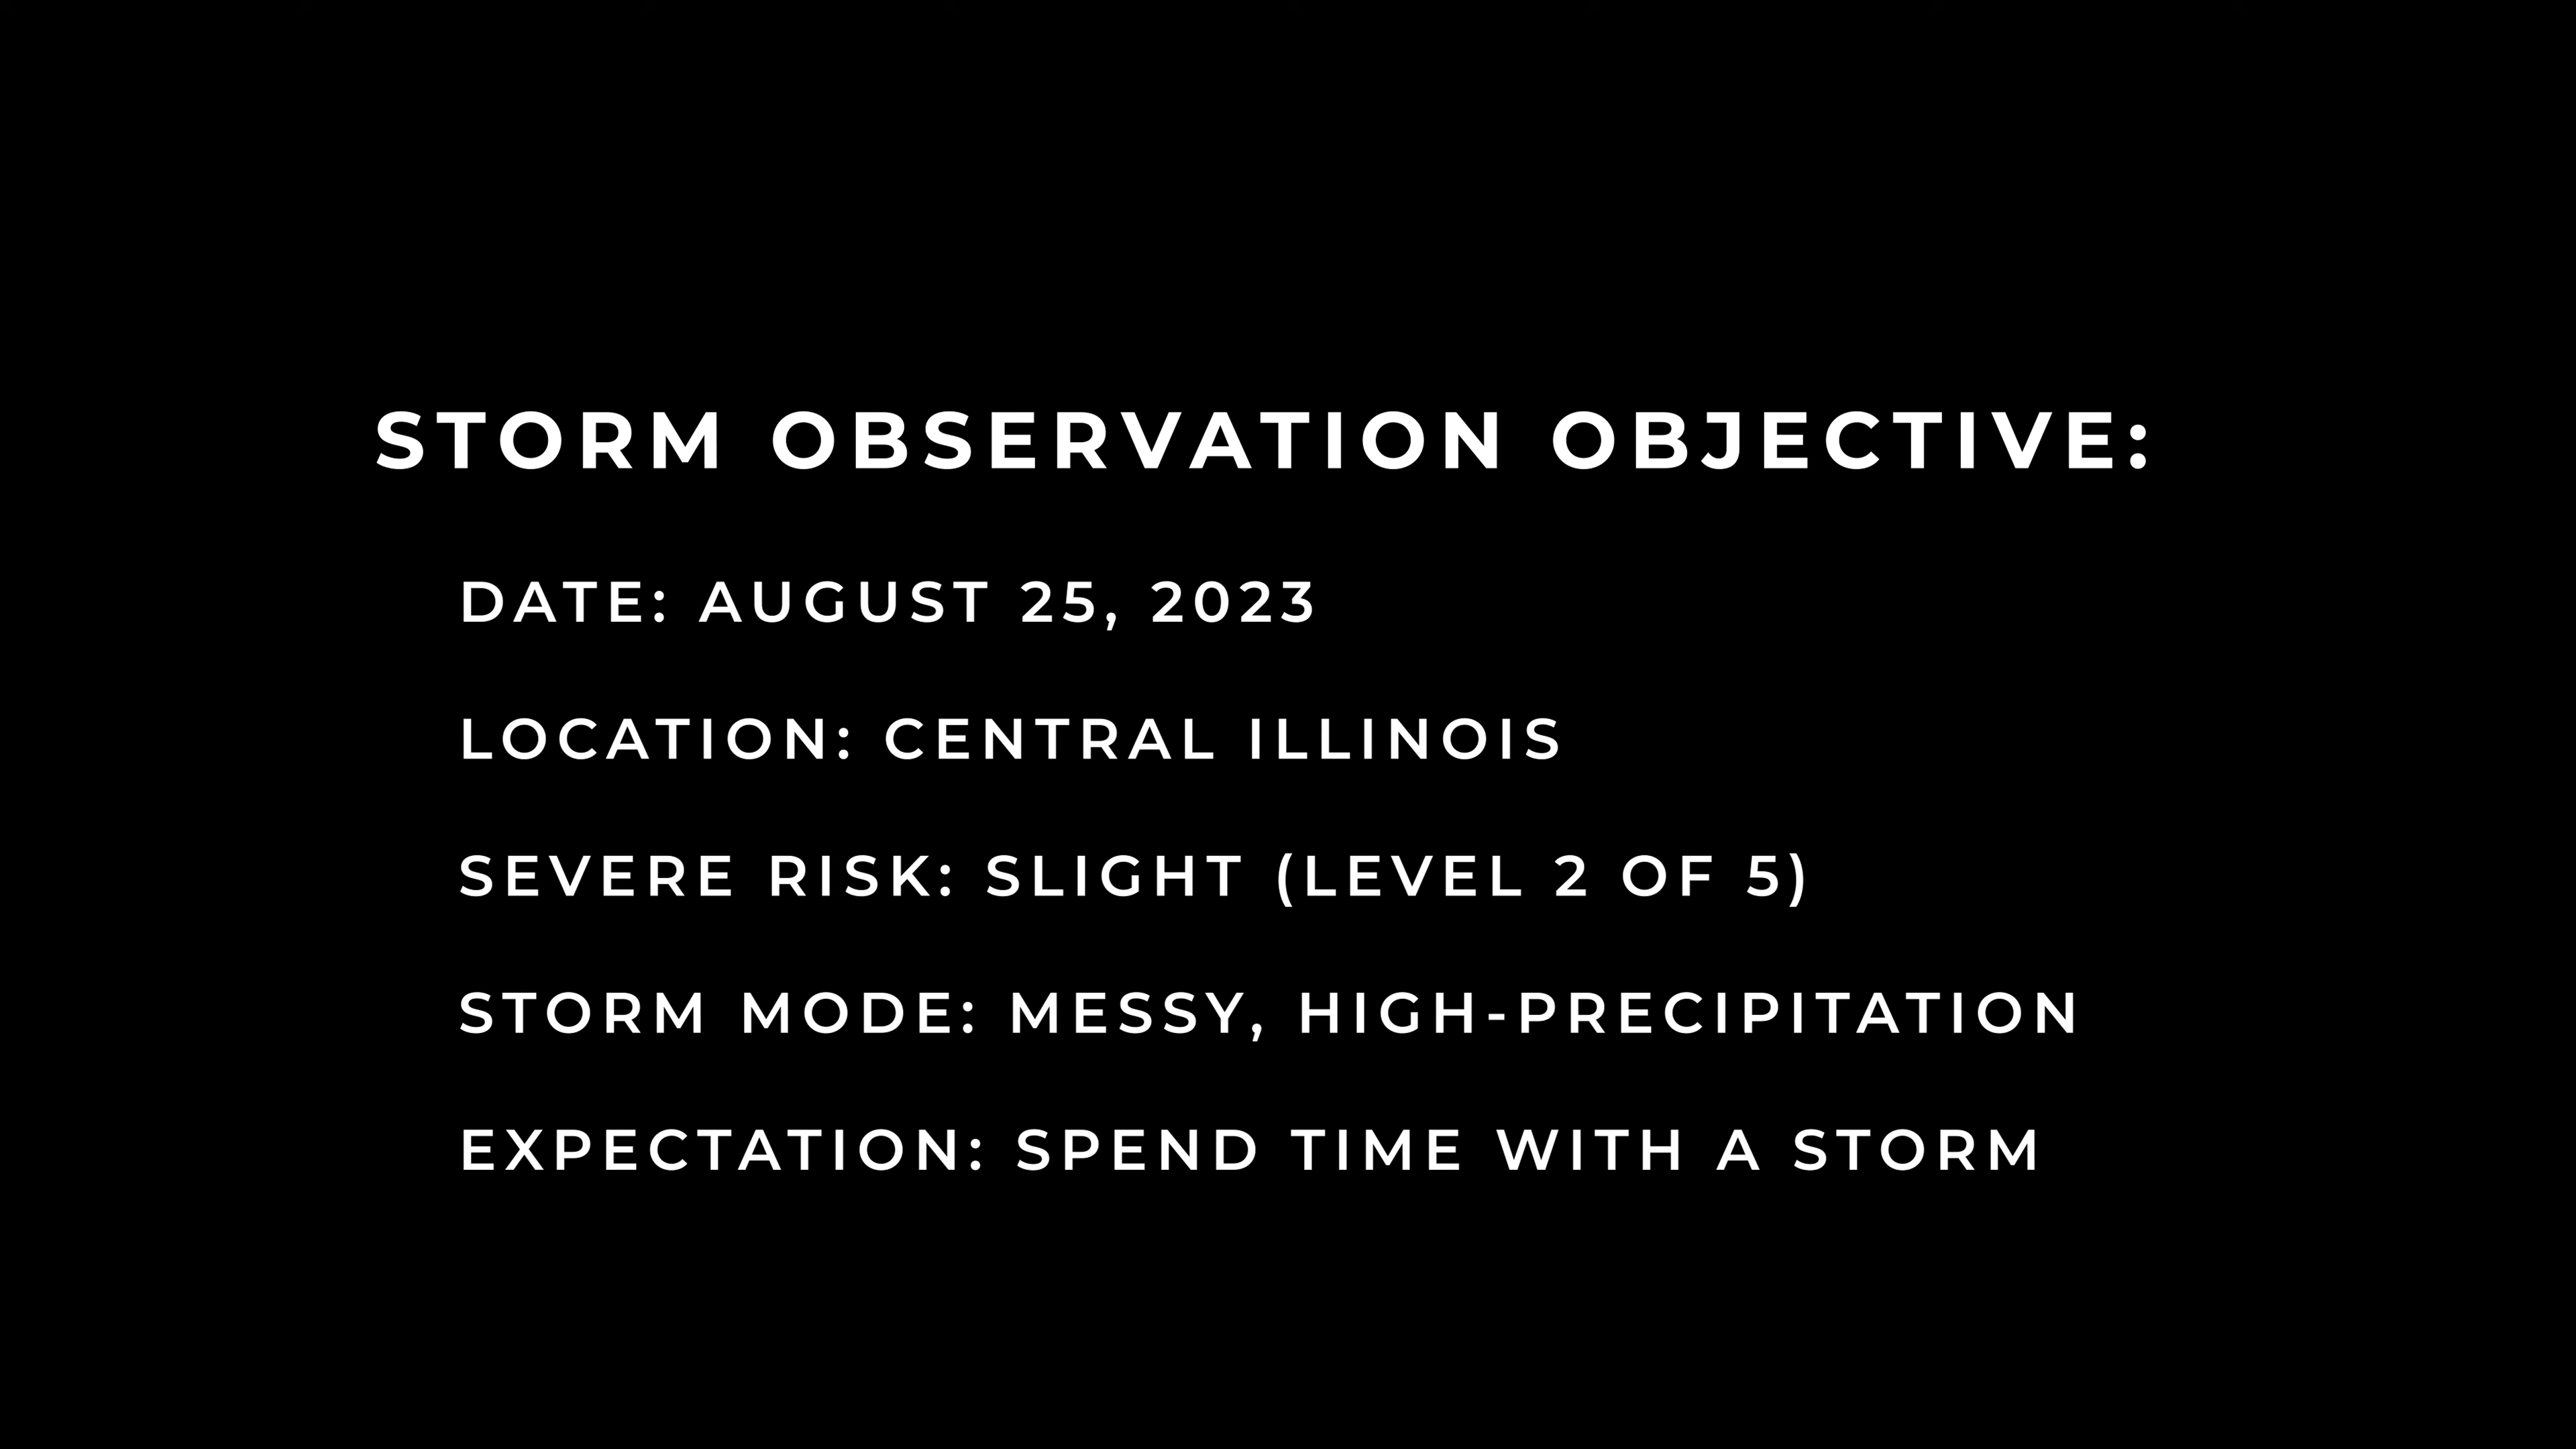 STORM OBSERVATION OBJECTIVE:
DATE: AUGUST 25, 2023
LOCATION: CENTRAL ILLINOIS
SEVERE RISK: SLIGHT (LEVEL 2 OF 5)
STORM MODE: MESSY, HIGH-PRECIPITATION
EXPECTATION: SPEND TIME WITH A STORM